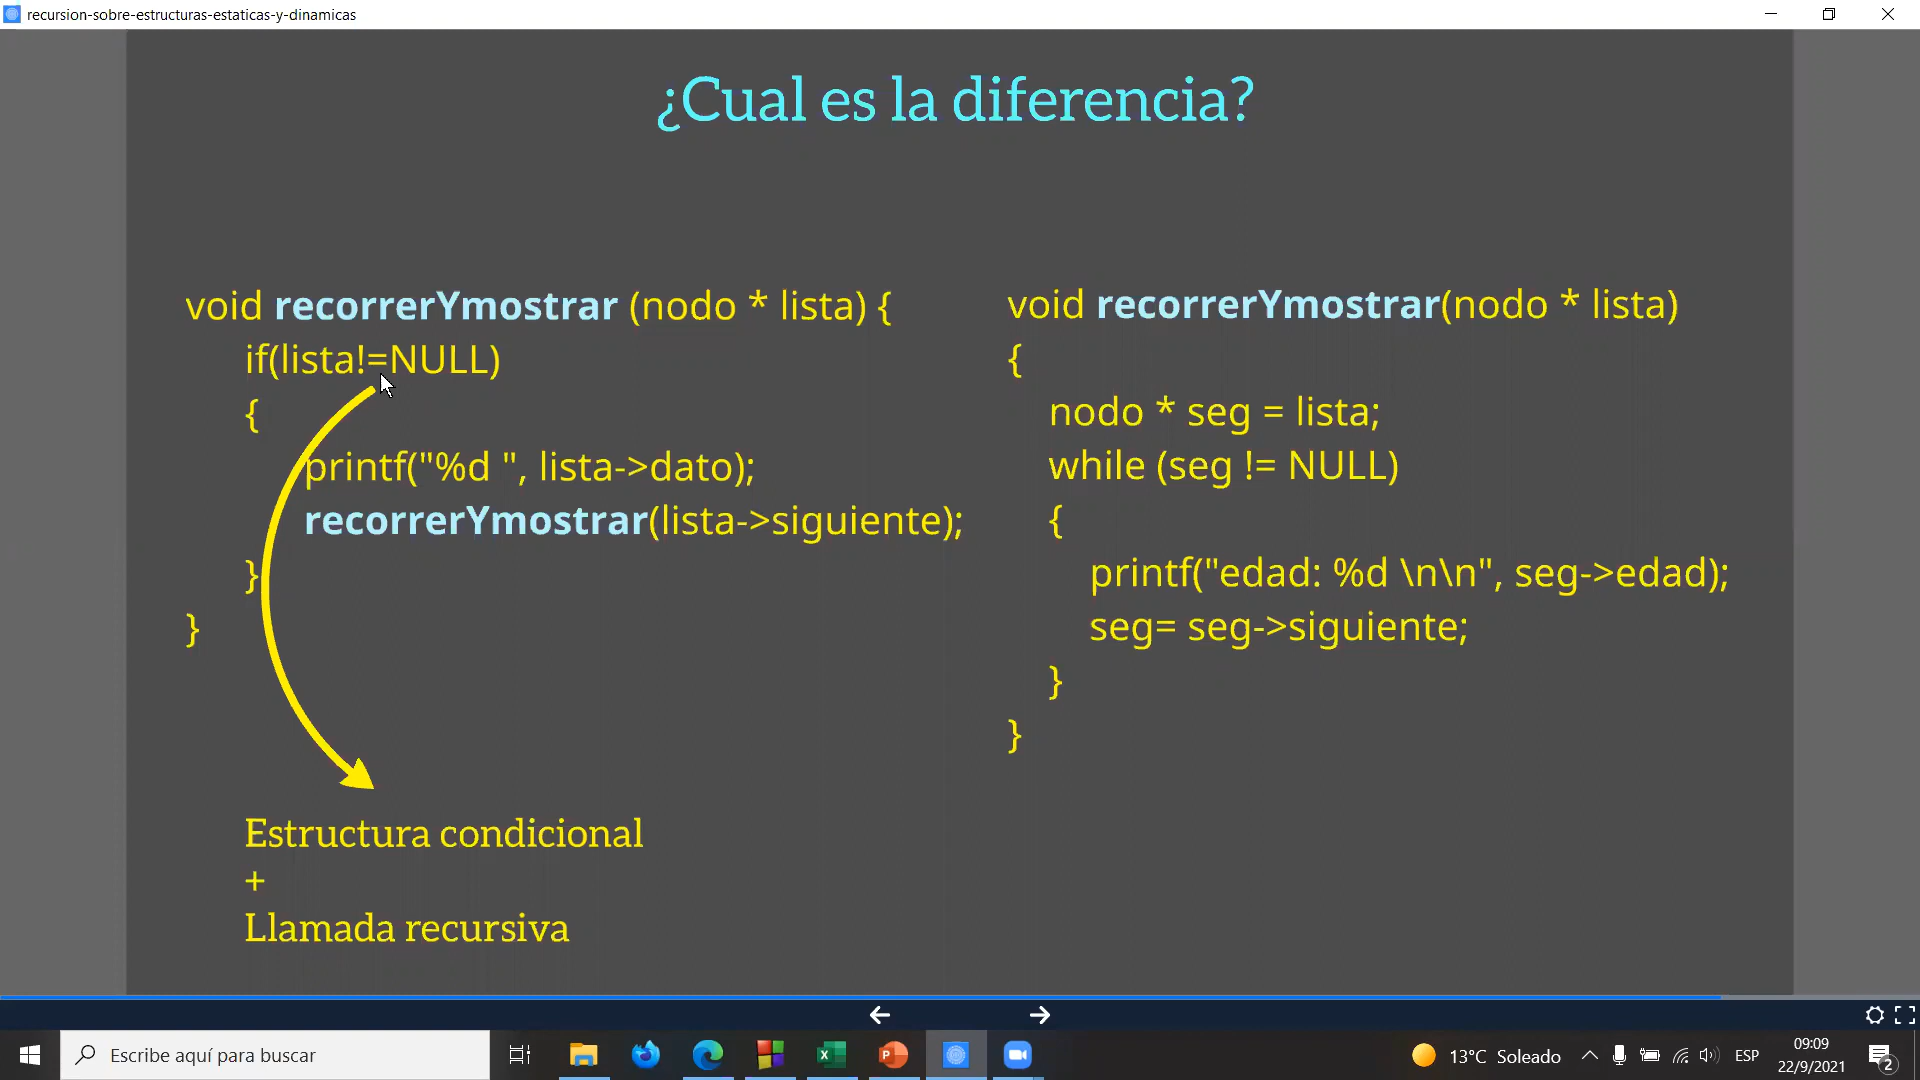 recursion-sobre-estructuras-estaticas-y-dinamicas
¿Cual es la diferencia?
void recorrerYmostrar (nodo * lista) {
if(lista!=NULL)
{
printf("%d ", lista->dato);
recorrerYmostrar(lista->siguiente);
}
}
Estructura condicional
+
Llamada recursiva
void recorrerYmostrar(nodo * lista)
{
nodo * seg = lista;
while (seg != NULL)
{
printf("edad: %d \n\n", seg->edad);
seg= seg->siguiente;
}
}
Escribe aquí para buscar
13°C Soleado
ESP
09:09
22/9/2021
2